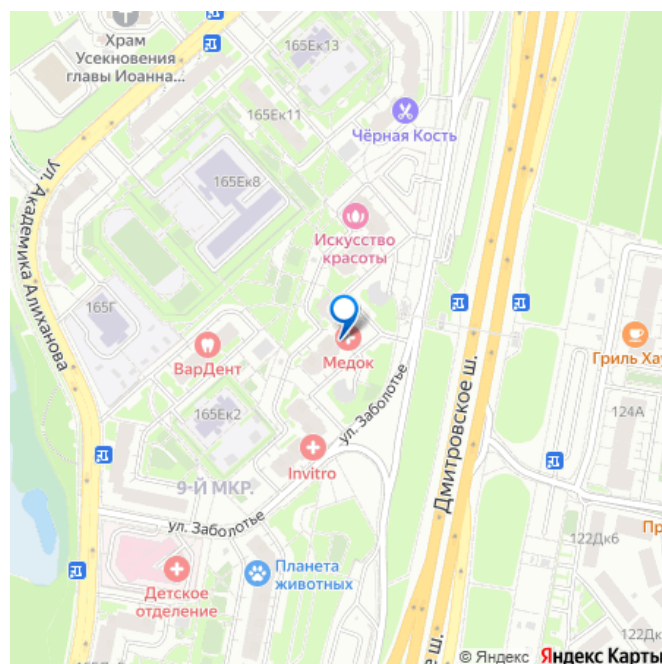 Храм
Усекновения
главы Иоанна...
165Ек13
165Ек11
Чёрная Кость
ул. Академика Алиханова
165Ек8
Искусство
красоты
165Г
ВарДент
Медок
Гриль Хау
ул. Заболотье
124А
165Ек2
Дмитровское ш.
Invitro
9-Й МКР.
ул. Заболотье
Пр
122Дк6
Детское
отделение
Планета
животных
122Д
е ш.
© Яндекс Яндекс Карты